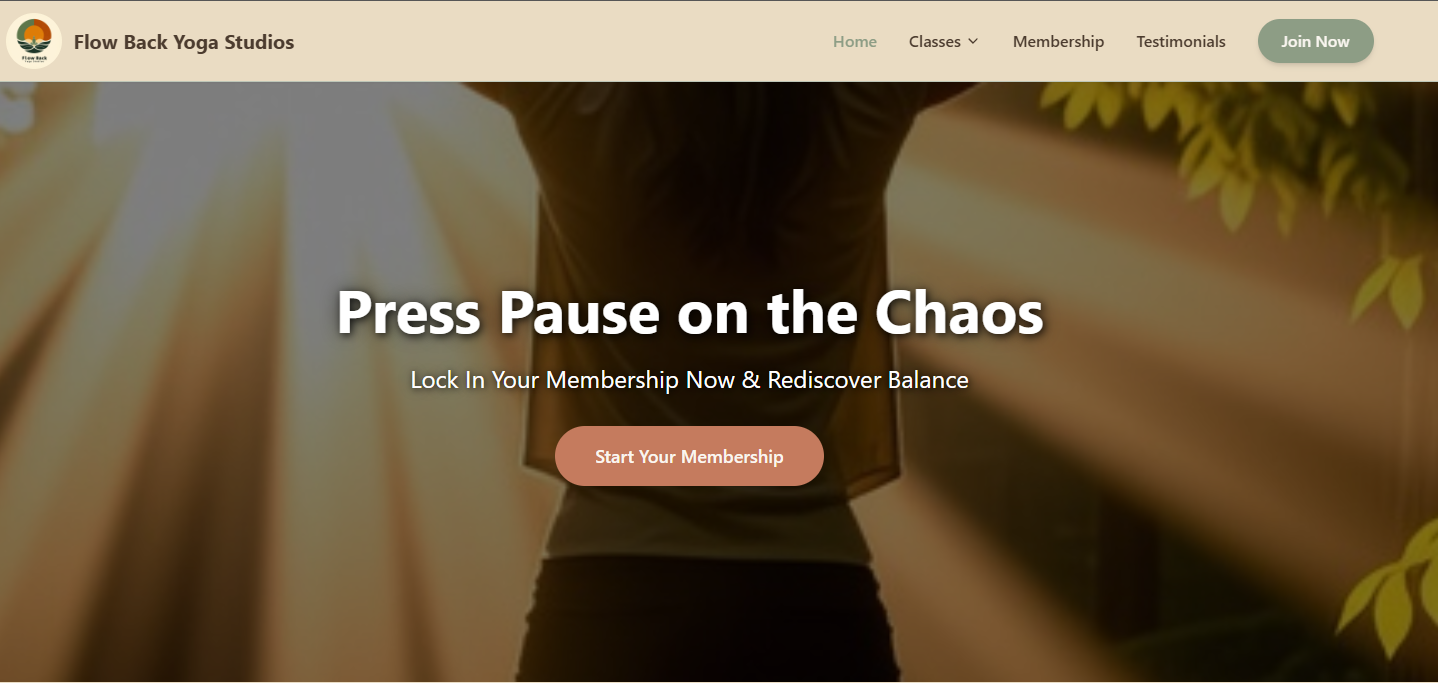 Flow Back
Flow Back Yoga Studios
Home
Classes
Membership
Testimonials
Join Now
Press Pause on the Chaos
Lock In Your Membership Now & Rediscover Balance
Start Your Membership